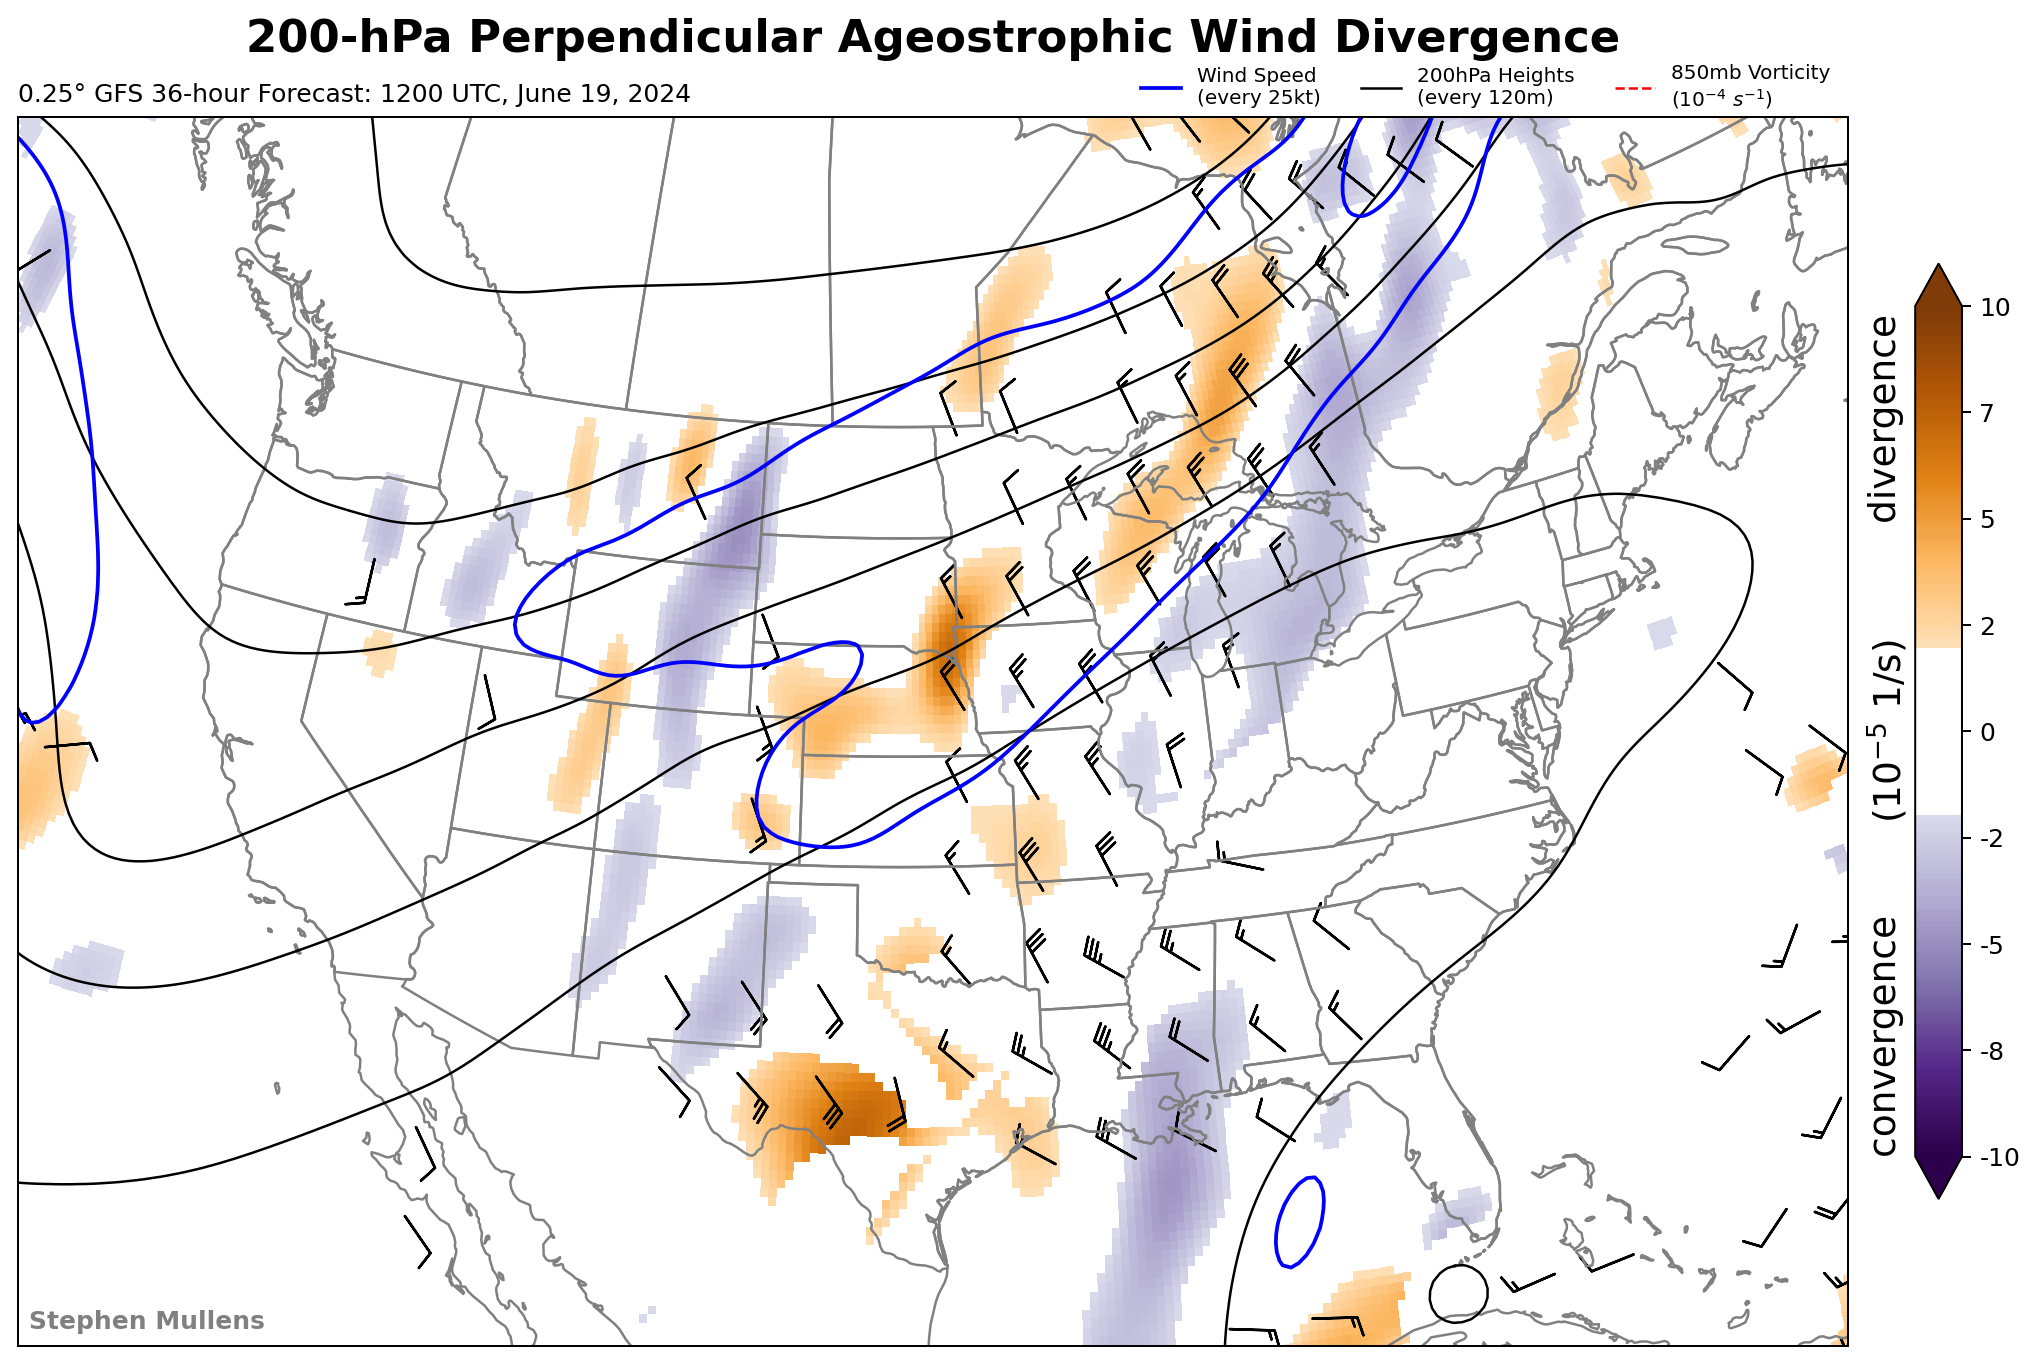 200-hPa Perpendicular Ageostrophic Wind Divergence
0.25° GFS 36-hour Forecast: 1200 UTC, June 19, 2024
Wind Speed
(every 25kt)
200hPa Heights
(every 120m)
850mb Vorticity
(10⁻⁴ s⁻¹)
10
7
5
2
0
-2
-5
-8
-10
convergence (10⁻⁵ 1/s) divergence
Stephen Mullens